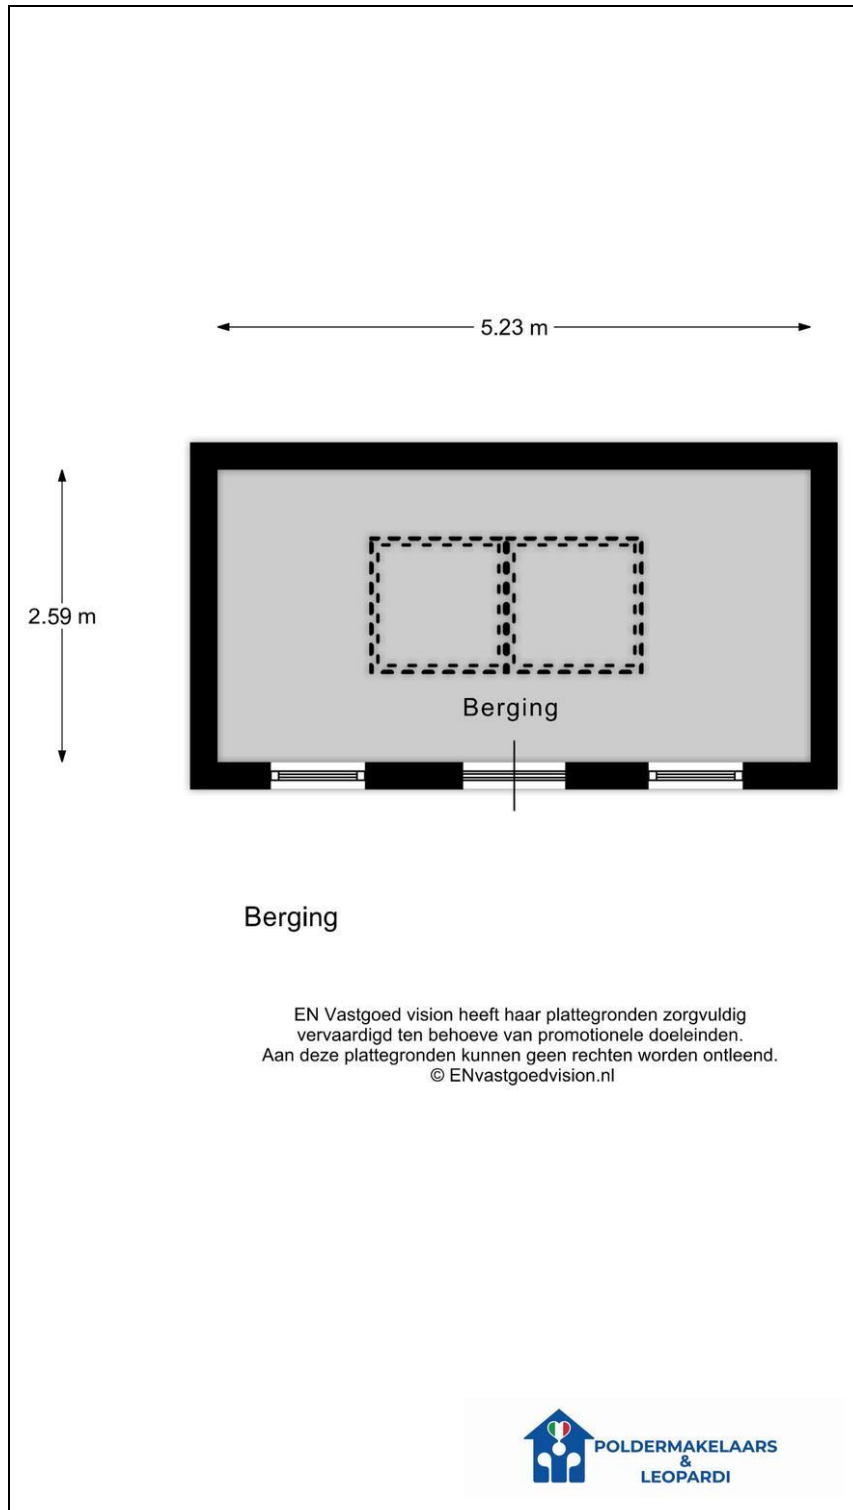 5.23 m
2.59 m
Berging
Berging
EN Vastgoed vision heeft haar plattegronden zorgvuldig
vervaardigd ten behoeve van promotionele doeleinden.
Aan deze plattegronden kunnen geen rechten worden ontleend.
© ENvastgoedvision.nl
POLDERMAKELAARS
&
LEOPARDI